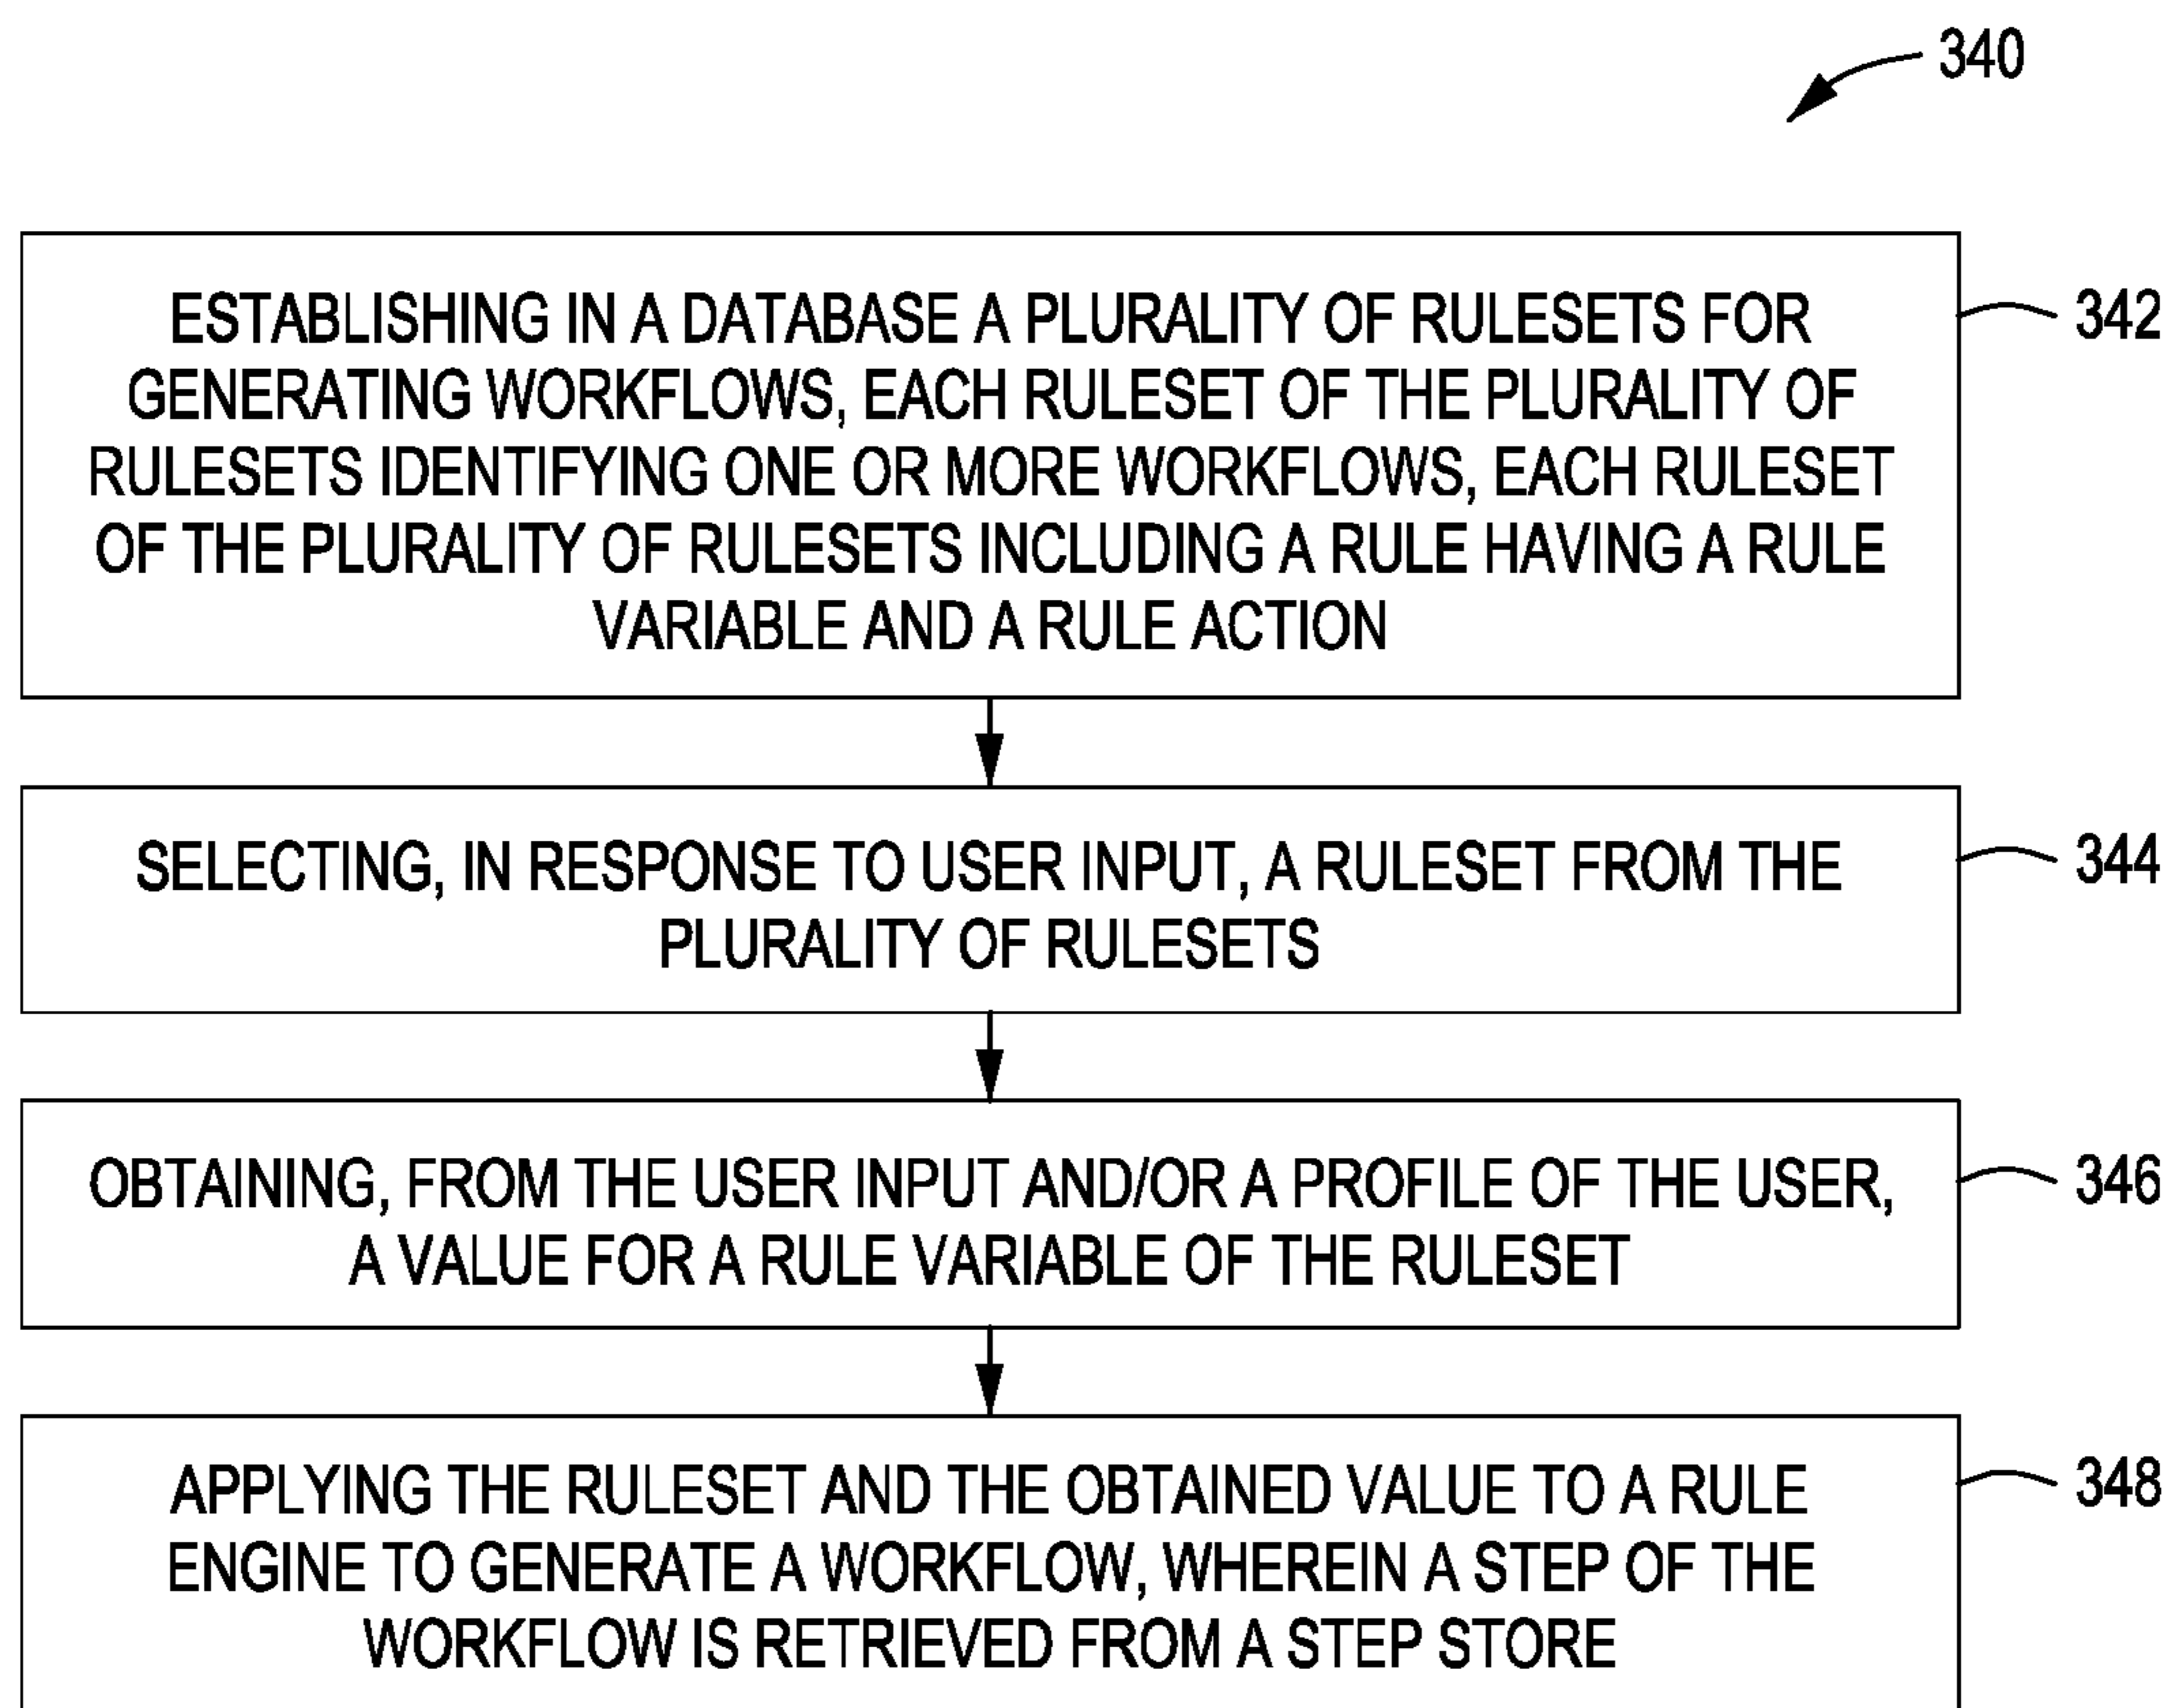 340
ESTABLISHING IN A DATABASE A PLURALITY OF RULESETS FOR
GENERATING WORKFLOWS, EACH RULESET OF THE PLURALITY OF
RULESETS IDENTIFYING ONE OR MORE WORKFLOWS, EACH RULESET
OF THE PLURALITY OF RULESETS INCLUDING A RULE HAVING A RULE
VARIABLE AND A RULE ACTION
342
SELECTING, IN RESPONSE TO USER INPUT, A RULESET FROM THE
PLURALITY OF RULESETS
344
OBTAINING, FROM THE USER INPUT AND/OR A PROFILE OF THE USER,
A VALUE FOR A RULE VARIABLE OF THE RULESET
346
APPLYING THE RULESET AND THE OBTAINED VALUE TO A RULE
ENGINE TO GENERATE A WORKFLOW, WHEREIN A STEP OF THE
WORKFLOW IS RETRIEVED FROM A STEP STORE
348